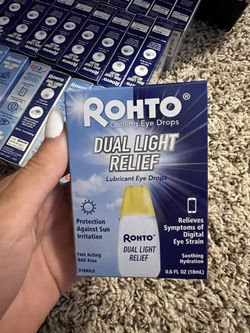 ROHTO®
Cooling Eye Drops
DUAL LIGHT
RELIEF
Lubricant Eye Drops
Protection
Against Sun
Irritation
Fast Acting
BAK Free
STERILE
ROHTO
DUAL LIGHT
RELIEF
Relieves
Symptoms of
Digital
Eye Strain
Soothing
Hydration
0.6 FL OZ (18mL)